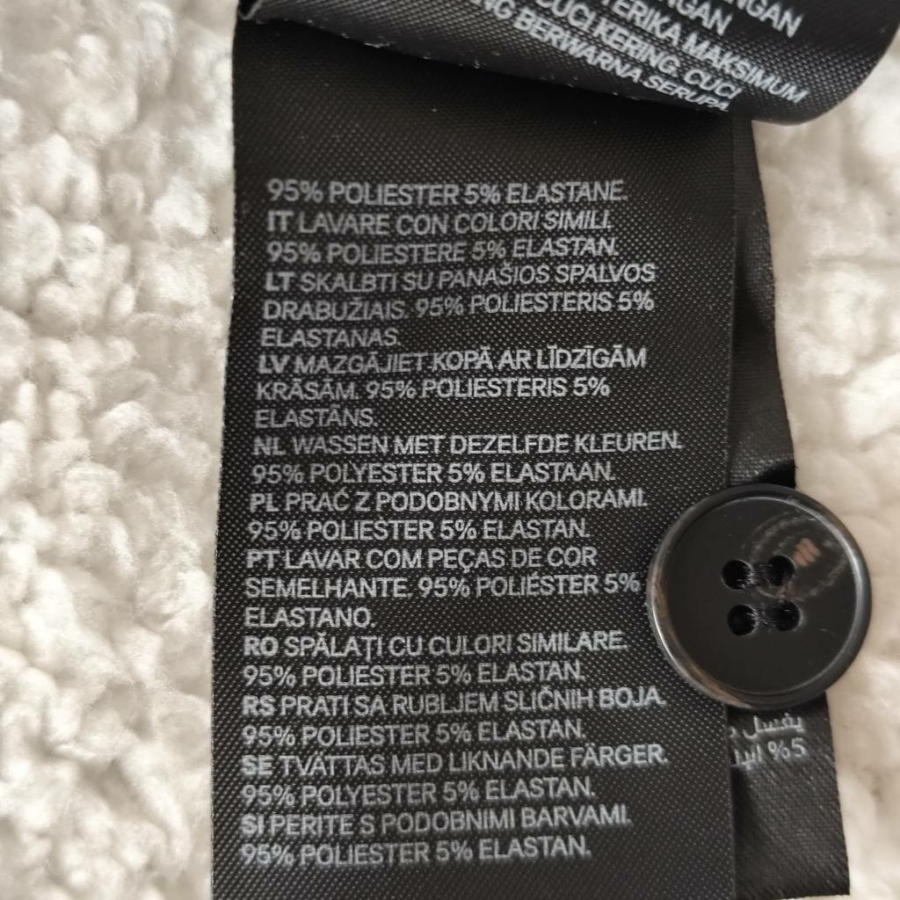 NGAN
NGAN
TERIKA MAKSIMUM
CUCI KERING. CUCI
NG BERWARNA SERUPA
95% POLIESTER 5% ELASTANE.
IT LAVARE CON COLORI SIMILI.
95% POLIESTERE 5% ELASTAN.
LT SKALBTI SU PANAŠIOS SPALVOS
DRABUŽIAIS. 95% POLIESTERIS 5%
ELASTANAS.
LV MAZGĀJIET KOPĀ AR LĪDZĪGĀM
KRĀSĀM. 95% POLIESTERIS 5%
ELASTĀNS.
NL WASSEN MET DEZELFDE KLEUREN.
95% POLYESTER 5% ELASTAAN.
PL PRAĆ Z PODOBNYMI KOLORAMI.
95% POLIESTER 5% ELASTAN.
PT LAVAR COM PEÇAS DE COR
SEMELHANTE. 95% POLIÉSTER 5%
ELASTANO.
RO SPĂLAȚI CU CULORI SIMILARE.
95% POLIESTER 5% ELASTAN.
RS PRATI SA RUBLJEM SLIČNIH BOJA.
95% POLIESTER 5% ELASTAN.
SE TVÄTTAS MED LIKNANDE FÄRGER.
95% POLYESTER 5% ELASTAN.
SI PERITE S PODOBNIMI BARVAMI.
95% POLIESTER 5% ELASTAN.
يغسل
5%